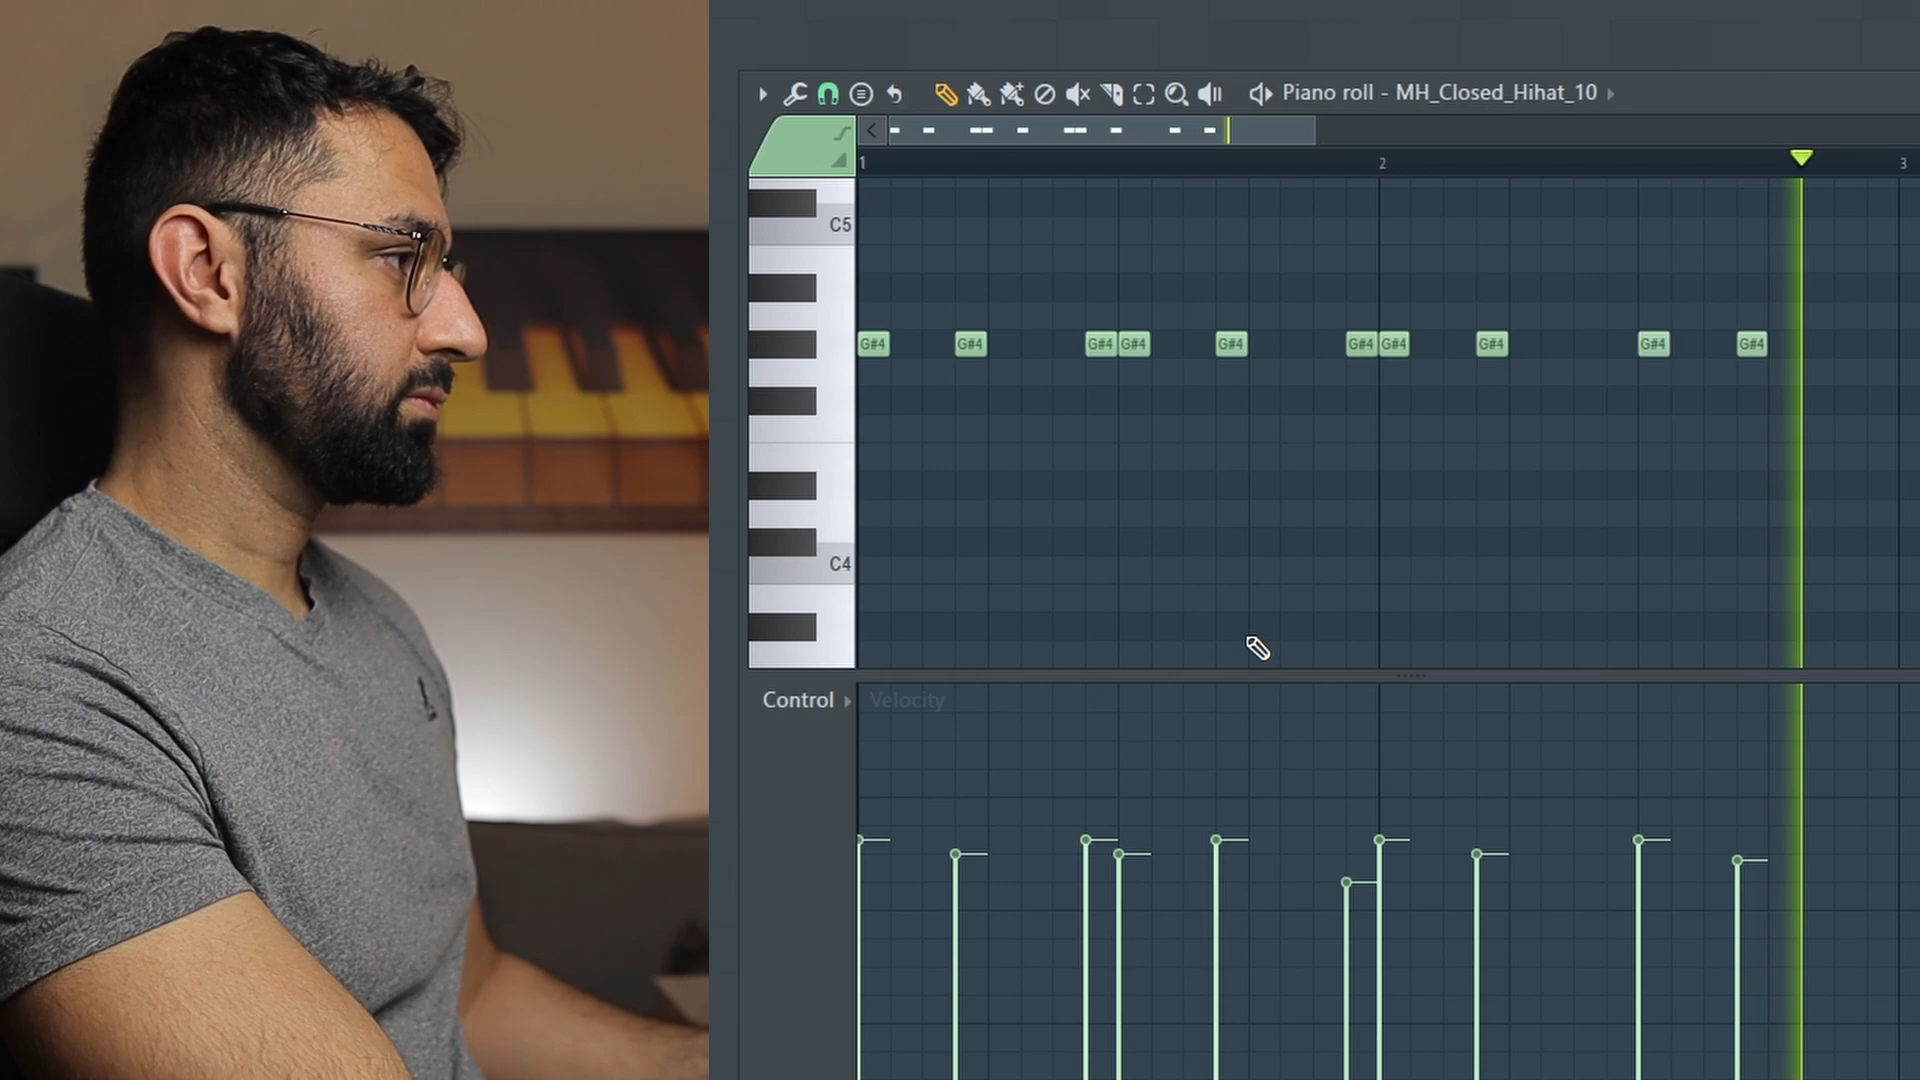 Piano roll - MH_Closed_Hihat_10
1 2 3
C5
G#4 G#4 G#4 G#4 G#4 G#4 G#4 G#4 G#4 G#4
C4
Control Velocity